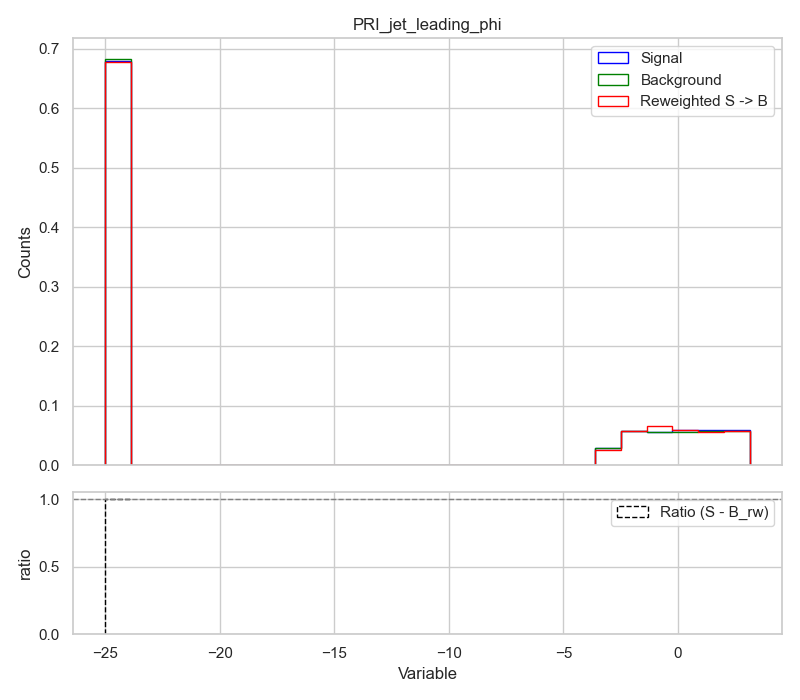 PRI_jet_leading_phi
0.7
0.6
0.5
0.4
0.3
0.2
0.1
0.0
Counts
Signal
Background
Reweighted S -> B
1.0
0.5
0.0
ratio
Ratio (S - B_rw)
−25
−20
−15
−10
−5
0
Variable